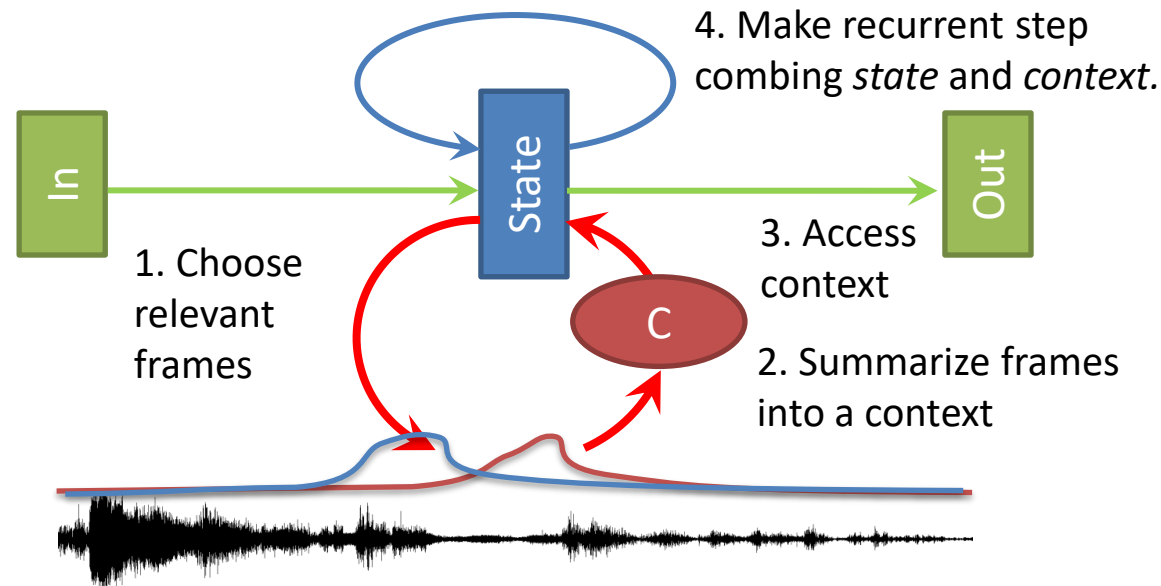 4. Make recurrent step
combing state and context.
In
State
Out
1. Choose
relevant
frames
3. Access
context
C
2. Summarize frames
into a context